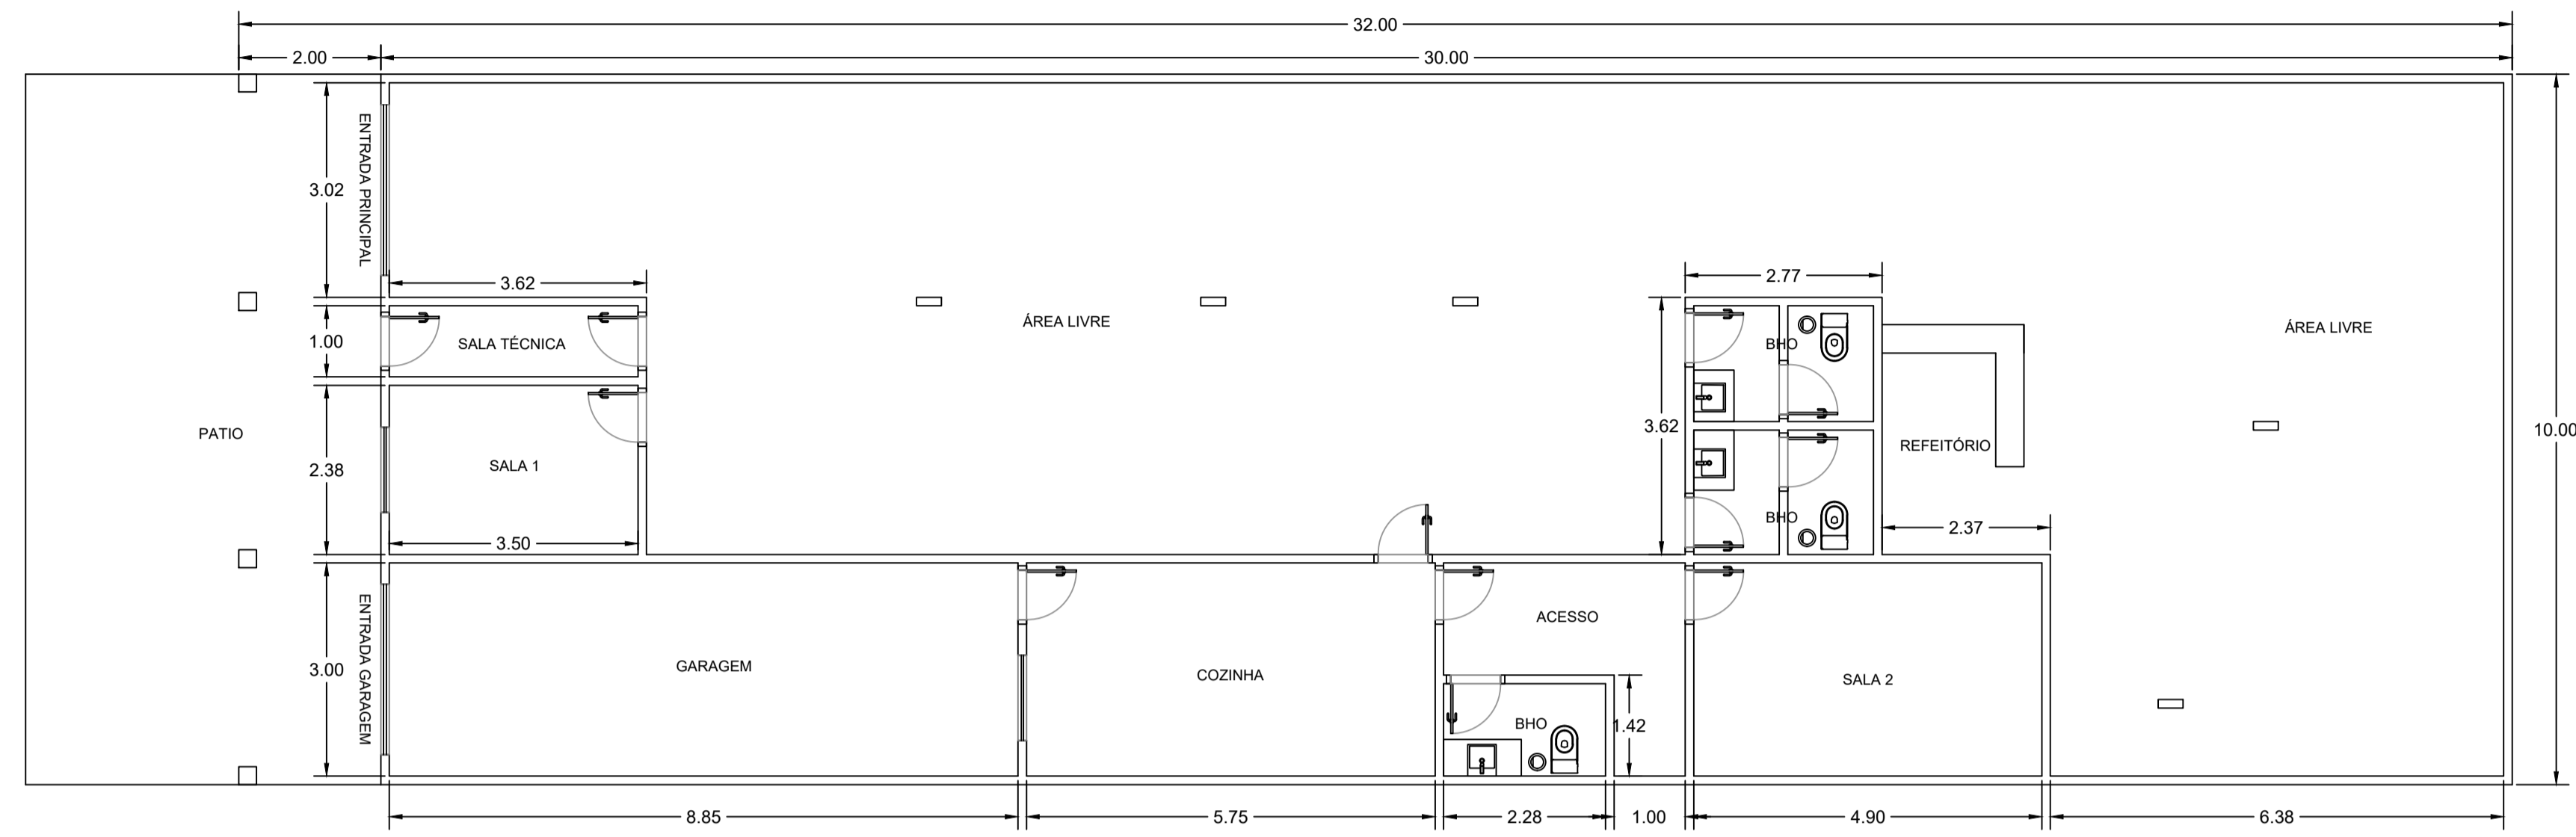 32.00
2.00
30.00
ENTRADA PRINCIPAL
3.02
3.62
2.77
ÁREA LIVRE
ÁREA LIVRE
1.00
SALA TÉCNICA
BHO
3.62
10.00
PATIO
REFEITÓRIO
2.38
SALA 1
BHO
2.37
3.50
ENTRADA GARAGEM
ACESSO
3.00
GARAGEM
COZINHA
SALA 2
BHO
1.42
8.85
5.75
2.28
1.00
4.90
6.38